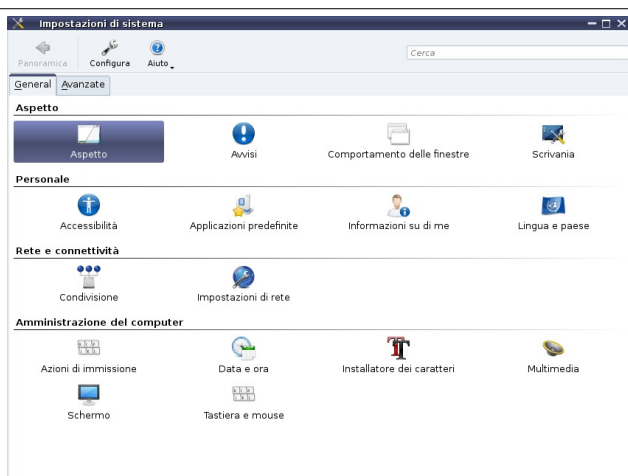 Impostazioni di sistema
Panoramica Configura Aiuto
Cerca
General Avanzate
Aspetto
Aspetto Avvisi Comportamento delle finestre Scrivania
Personale
Accessibilità Applicazioni predefinite Informazioni su di me Lingua e paese
Rete e connettività
Condivisione Impostazioni di rete
Amministrazione del computer
Azioni di immissione Data e ora Installatore dei caratteri Multimedia
Schermo Tastiera e mouse